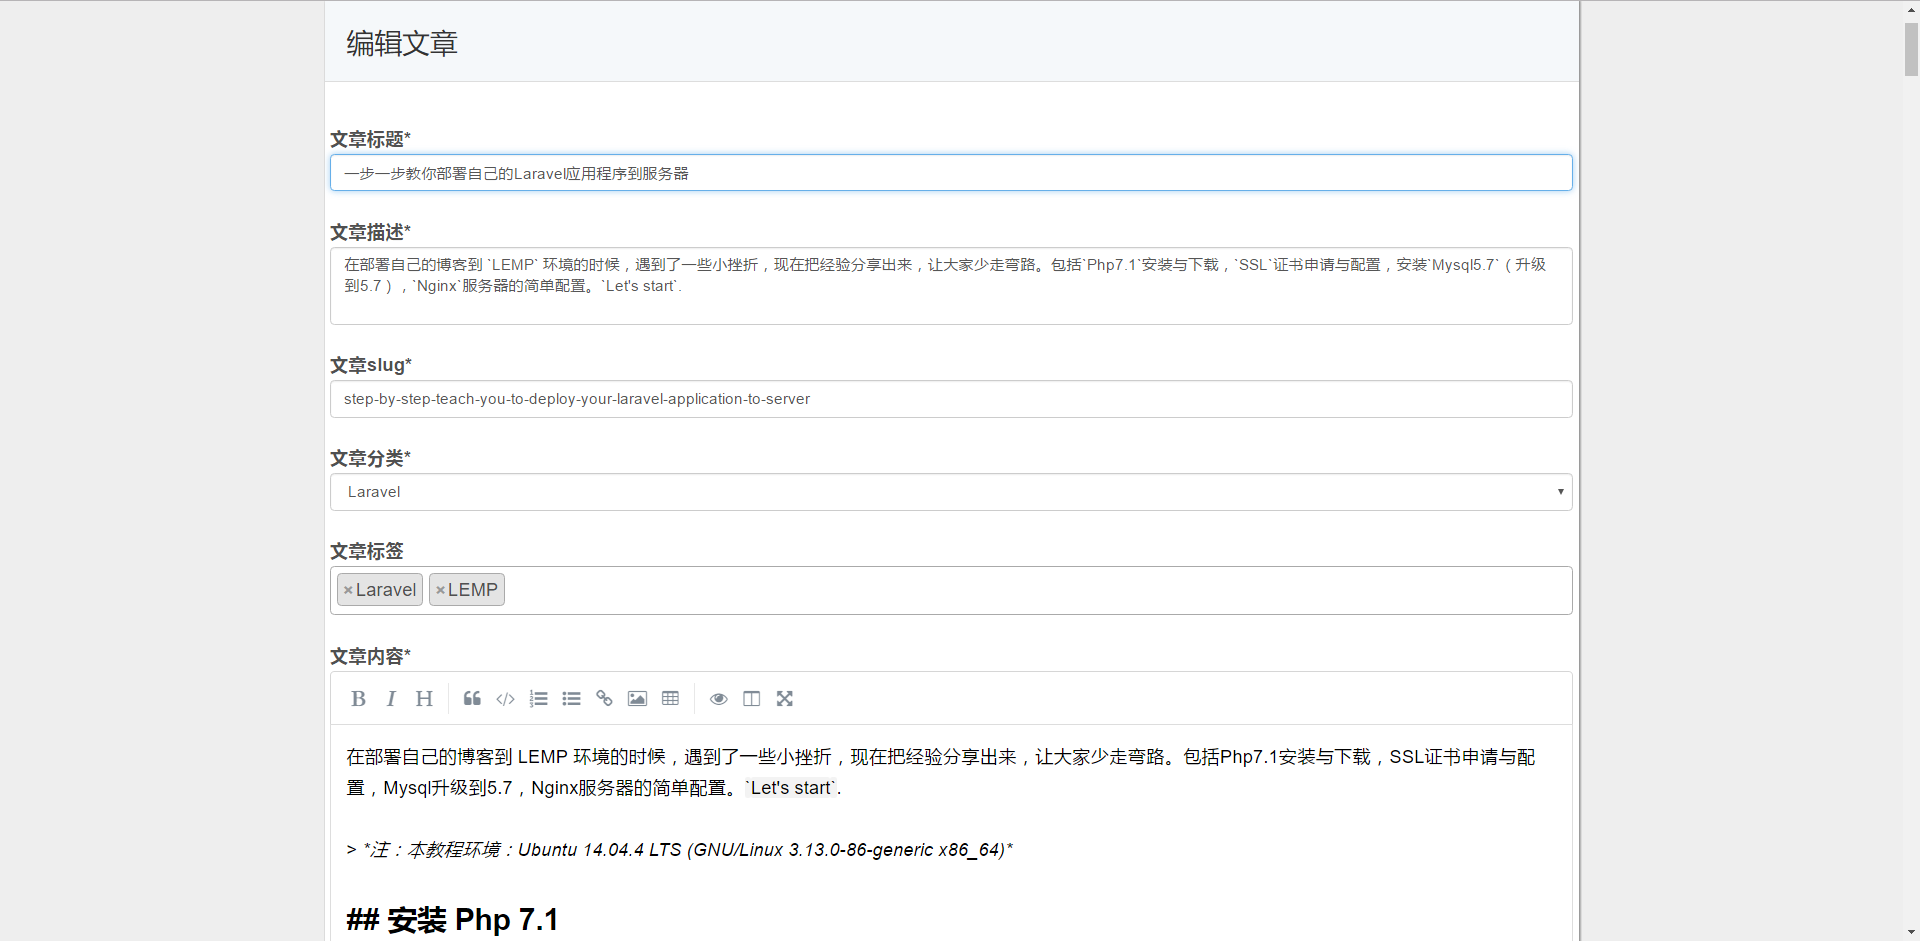 编辑文章
文章标题*
一步一步教你部署自己的Laravel应用程序到服务器
文章描述*
在部署自己的博客到 `LEMP` 环境的时候，遇到了一些小挫折，现在把经验分享出来，让大家少走弯路。包括`Php7.1`安装与下载，`SSL`证书申请与配置，安装`Mysql5.7`（升级
到5.7），`Nginx`服务器的简单配置。`Let's start`.
文章slug*
step-by-step-teach-you-to-deploy-your-laravel-application-to-server
文章分类*
Laravel
文章标签
×Laravel ×LEMP
文章内容*
B I H
在部署自己的博客到 LEMP 环境的时候，遇到了一些小挫折，现在把经验分享出来，让大家少走弯路。包括Php7.1安装与下载，SSL证书申请与配
置，Mysql升级到5.7，Nginx服务器的简单配置。`Let's start`.
> *注：本教程环境：Ubuntu 14.04.4 LTS (GNU/Linux 3.13.0-86-generic x86_64)*
## 安装 Php 7.1